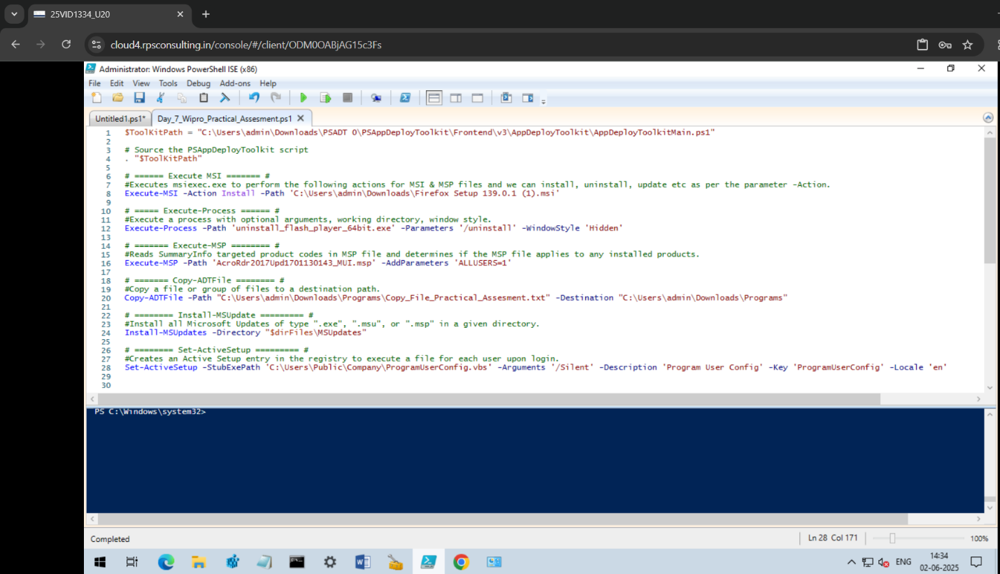 25VID1334_U20
cloud4.rpsconsulting.in/console/#/client/ODM0OABjAG15c3Fs
Administrator: Windows PowerShell ISE (x86)
File Edit View Tools Debug Add-ons Help
Untitled1.ps1* Day_7_Wipro_Practical_Assesment.ps1
1 $ToolKitPath = "C:\Users\admin\Downloads\PSADT O\PSAppDeployToolkit\Frontend\v3\AppDeployToolkit\AppDeployToolkitMain.ps1"
2
3 # Source the PSAppDeployToolkit script
4 . "$ToolKitPath"
5
6 # ====== Execute MSI ======= #
7 #Executes msiexec.exe to perform the following actions for MSI & MSP files and we can install, uninstall, update etc as per the parameter -Action.
8 Execute-MSI -Action Install -Path 'C:\Users\admin\Downloads\Firefox Setup 139.0.1 (1).msi'
9
10 # ===== Execute-Process ====== #
11 #Execute a process with optional arguments, working directory, window style.
12 Execute-Process -Path 'uninstall_flash_player_64bit.exe' -Parameters '/uninstall' -WindowStyle 'Hidden'
13
14 # ======= Execute-MSP ======== #
15 #Reads SummaryInfo targeted product codes in MSP file and determines if the MSP file applies to any installed products.
16 Execute-MSP -Path 'AcroRdr2017Upd1701130143_MUI.msp' -AddParameters 'ALLUSERS=1'
17
18 # ======= Copy-ADTFile ======== #
19 #Copy a file or group of files to a destination path.
20 Copy-ADTFile -Path "C:\Users\admin\Downloads\Programs\Copy_File_Practical_Assesment.txt" -Destination "C:\Users\admin\Downloads\Programs"
21
22 # ======== Install-MSUpdate ========= #
23 #Install all Microsoft Updates of type ".exe", ".msu", or ".msp" in a given directory.
24 Install-MSUpdates -Directory "$dirFiles\MSUpdates"
25
26 # ======== Set-ActiveSetup ========= #
27 #Creates an Active Setup entry in the registry to execute a file for each user upon login.
28 Set-ActiveSetup -StubExePath 'C:\Users\Public\Company\ProgramUserConfig.vbs' -Arguments '/Silent' -Description 'Program User Config' -Key 'ProgramUserConfig' -Locale 'en'
29
30
PS C:\Windows\system32>
Completed Ln 28 Col 171 100%
ENG 14:34
02-06-2025